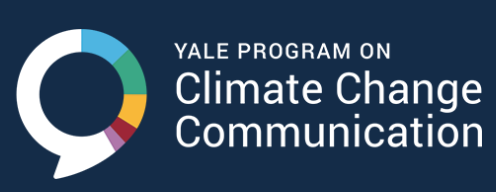 YALE PROGRAM ON
Climate Change
Communication